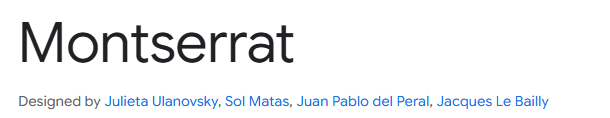 Montserrat
Designed by Julieta Ulanovsky, Sol Matas, Juan Pablo del Peral, Jacques Le Bailly